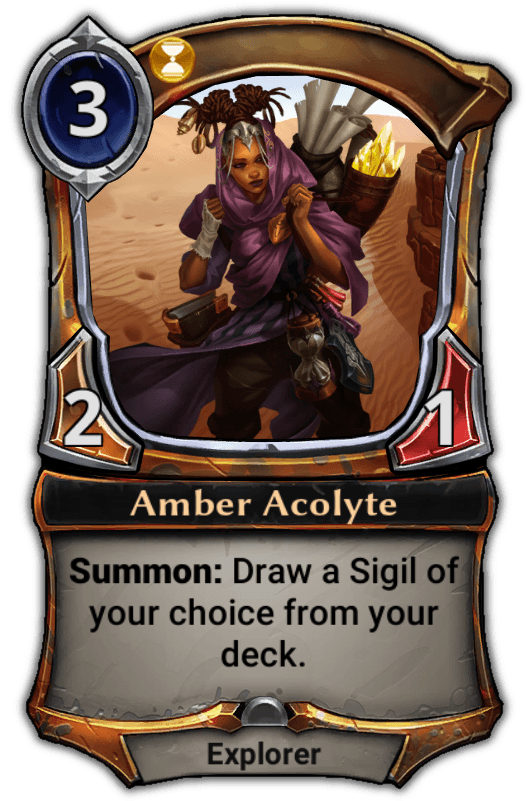 3
2
1
Amber Acolyte
Summon: Draw a Sigil of
your choice from your
deck.
Explorer